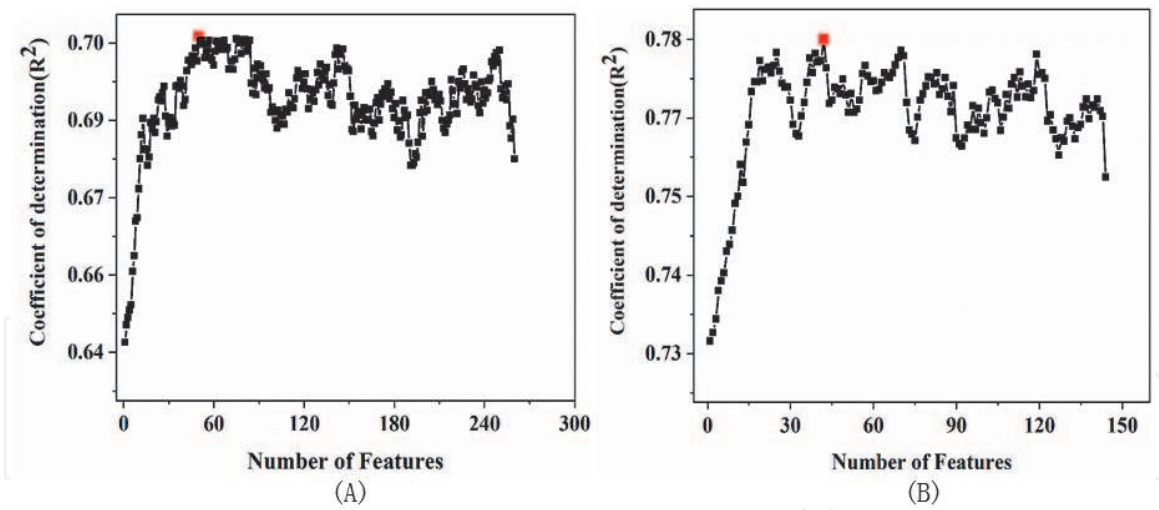 Coefficient of determination(R²)
0.70
0.69
0.67
0.66
0.64
0 60 120 180 240 300
Number of Features
(A)
Coefficient of determination(R²)
0.78
0.77
0.75
0.74
0.73
0 30 60 90 120 150
Number of Features
(B)